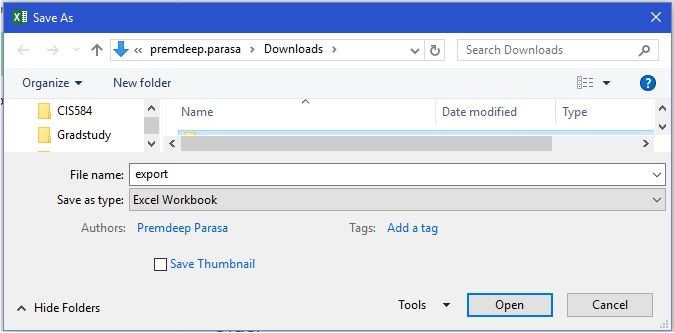 Save As
« premdeep.parasa > Downloads >
Search Downloads
Organize
New folder
CIS584
Gradstudy
Name
Date modified
Type
File name:
export
Save as type:
Excel Workbook
Authors:
Premdeep Parasa
Tags:
Add a tag
Save Thumbnail
Hide Folders
Tools
Open
Cancel